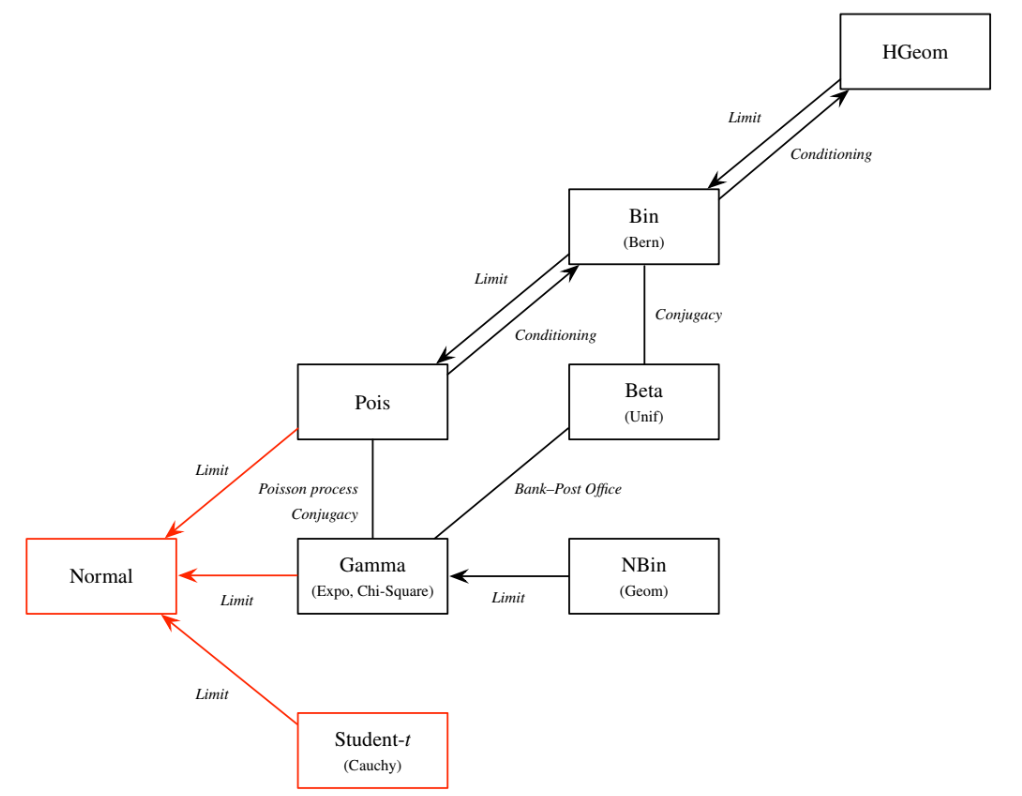 HGeom
Limit
Conditioning
Bin
(Bern)
Limit
Conditioning
Conjugacy
Pois
Beta
(Unif)
Limit
Poisson process
Conjugacy
Bank–Post Office
Normal
Limit
Gamma
(Expo, Chi-Square)
Limit
NBin
(Geom)
Limit
Student-t
(Cauchy)